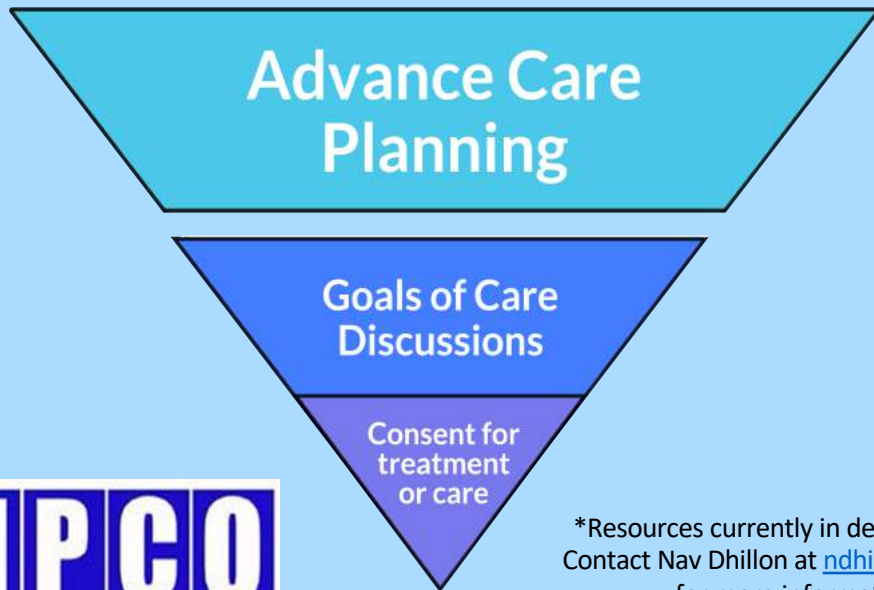 Advance Care
Planning
Goals of Care
Discussions
Consent for
treatment
or care
PCO
*Resources currently in de
Contact Nav Dhillon at ndhi